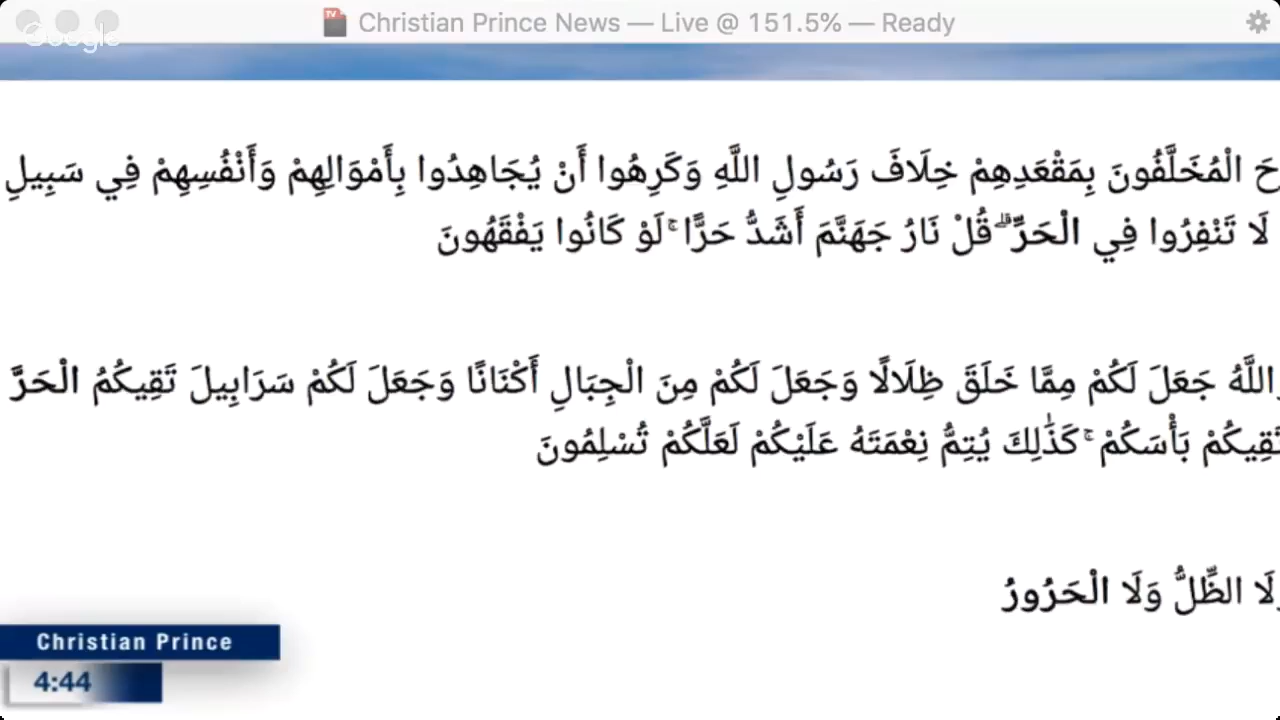 Google
Christian Prince News — Live @ 151.5% — Ready
حَ الْمُخَلَّفُونَ بِمَقْعَدِهِمْ خِلَافَ رَسُولِ اللَّهِ وَكَرِهُوا أَنْ يُجَاهِدُوا بِأَمْوَالِهِمْ وَأَنْفُسِهِمْ فِي سَبِيلِ
لَا تَنْفِرُوا فِي الْحَرِّ ۗ قُلْ نَارُ جَهَنَّمَ أَشَدُّ حَرًّا ۚ لَوْ كَانُوا يَفْقَهُونَ
اللَّهُ جَعَلَ لَكُمْ مِمَّا خَلَقَ ظِلَالًا وَجَعَلَ لَكُمْ مِنَ الْجِبَالِ أَكْنَانًا وَجَعَلَ لَكُمْ سَرَابِيلَ تَقِيكُمُ الْحَرَّ
تَقِيكُمْ بَأْسَكُمْ ۚ كَذَٰلِكَ يُتِمُّ نِعْمَتَهُ عَلَيْكُمْ لَعَلَّكُمْ تُسْلِمُونَ
لَا الظِّلُّ وَلَا الْحَرُورُ
Christian Prince
4:44